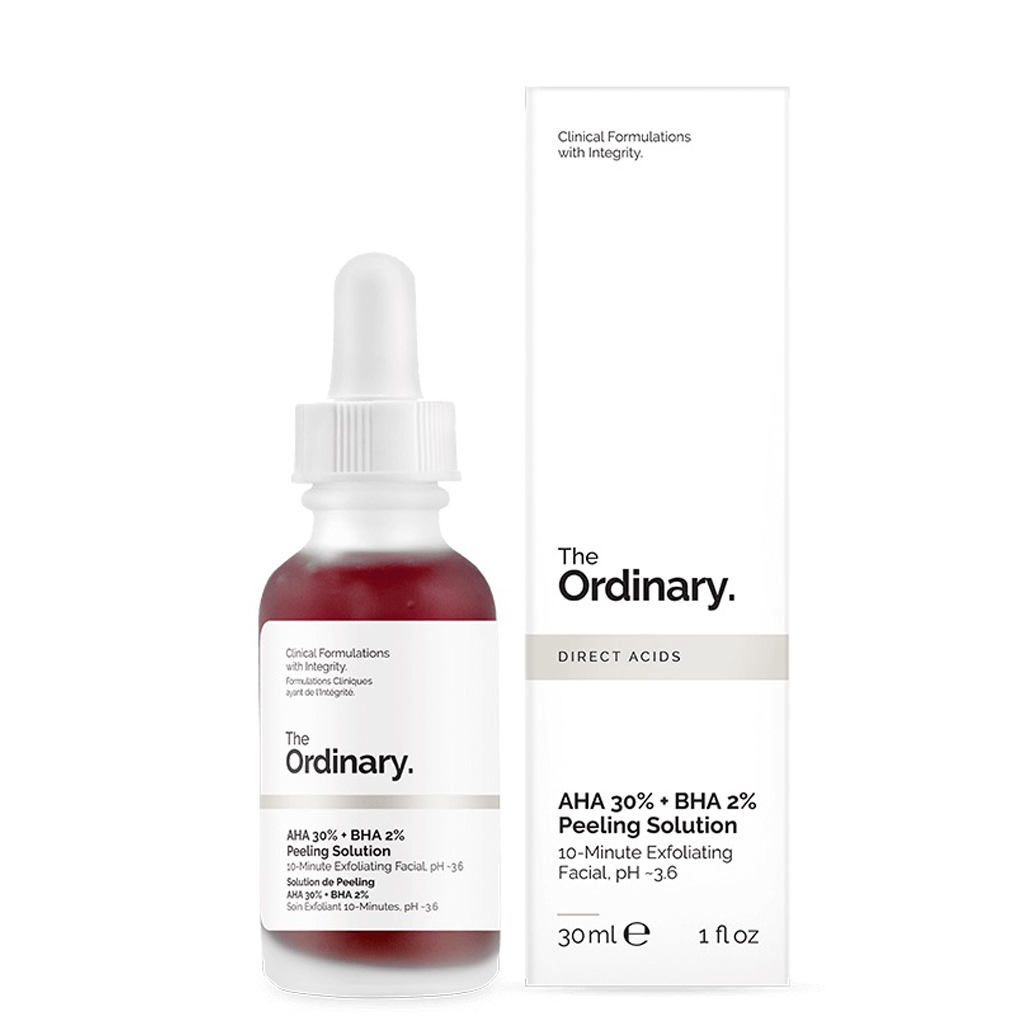 Clinical Formulations
with Integrity.
Formulations Cliniques
ayant de l'Intégrité.
The
Ordinary.
AHA 30% + BHA 2%
Peeling Solution
10-Minute Exfoliating Facial, pH ~3.6
Solution de Peeling
AHA 30% + BHA 2%
Soin Exfoliant 10-Minutes, pH ~3.6
Clinical Formulations
with Integrity.
The
Ordinary.
DIRECT ACIDS
AHA 30% + BHA 2%
Peeling Solution
10-Minute Exfoliating
Facial, pH ~3.6
30 ml ℮ 1 fl oz